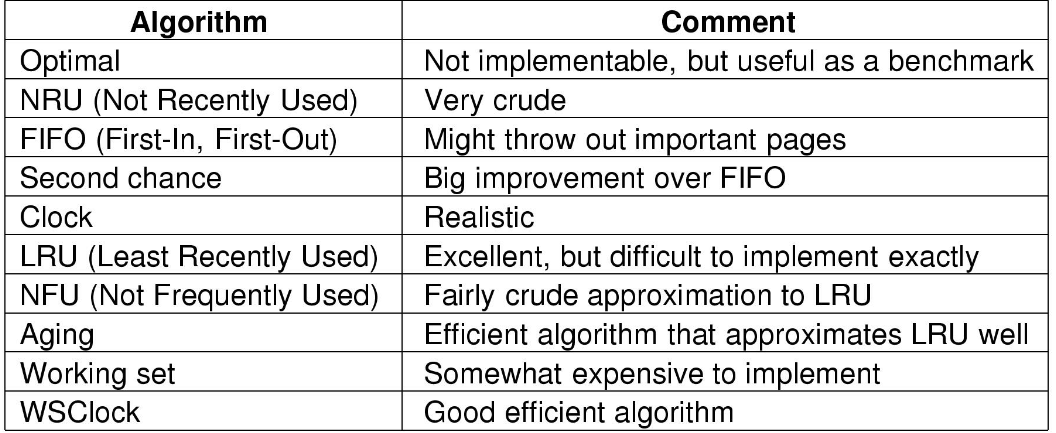 Algorithm Comment
Optimal Not implementable, but useful as a benchmark
NRU (Not Recently Used) Very crude
FIFO (First-In, First-Out) Might throw out important pages
Second chance Big improvement over FIFO
Clock Realistic
LRU (Least Recently Used) Excellent, but difficult to implement exactly
NFU (Not Frequently Used) Fairly crude approximation to LRU
Aging Efficient algorithm that approximates LRU well
Working set Somewhat expensive to implement
WSClock Good efficient algorithm